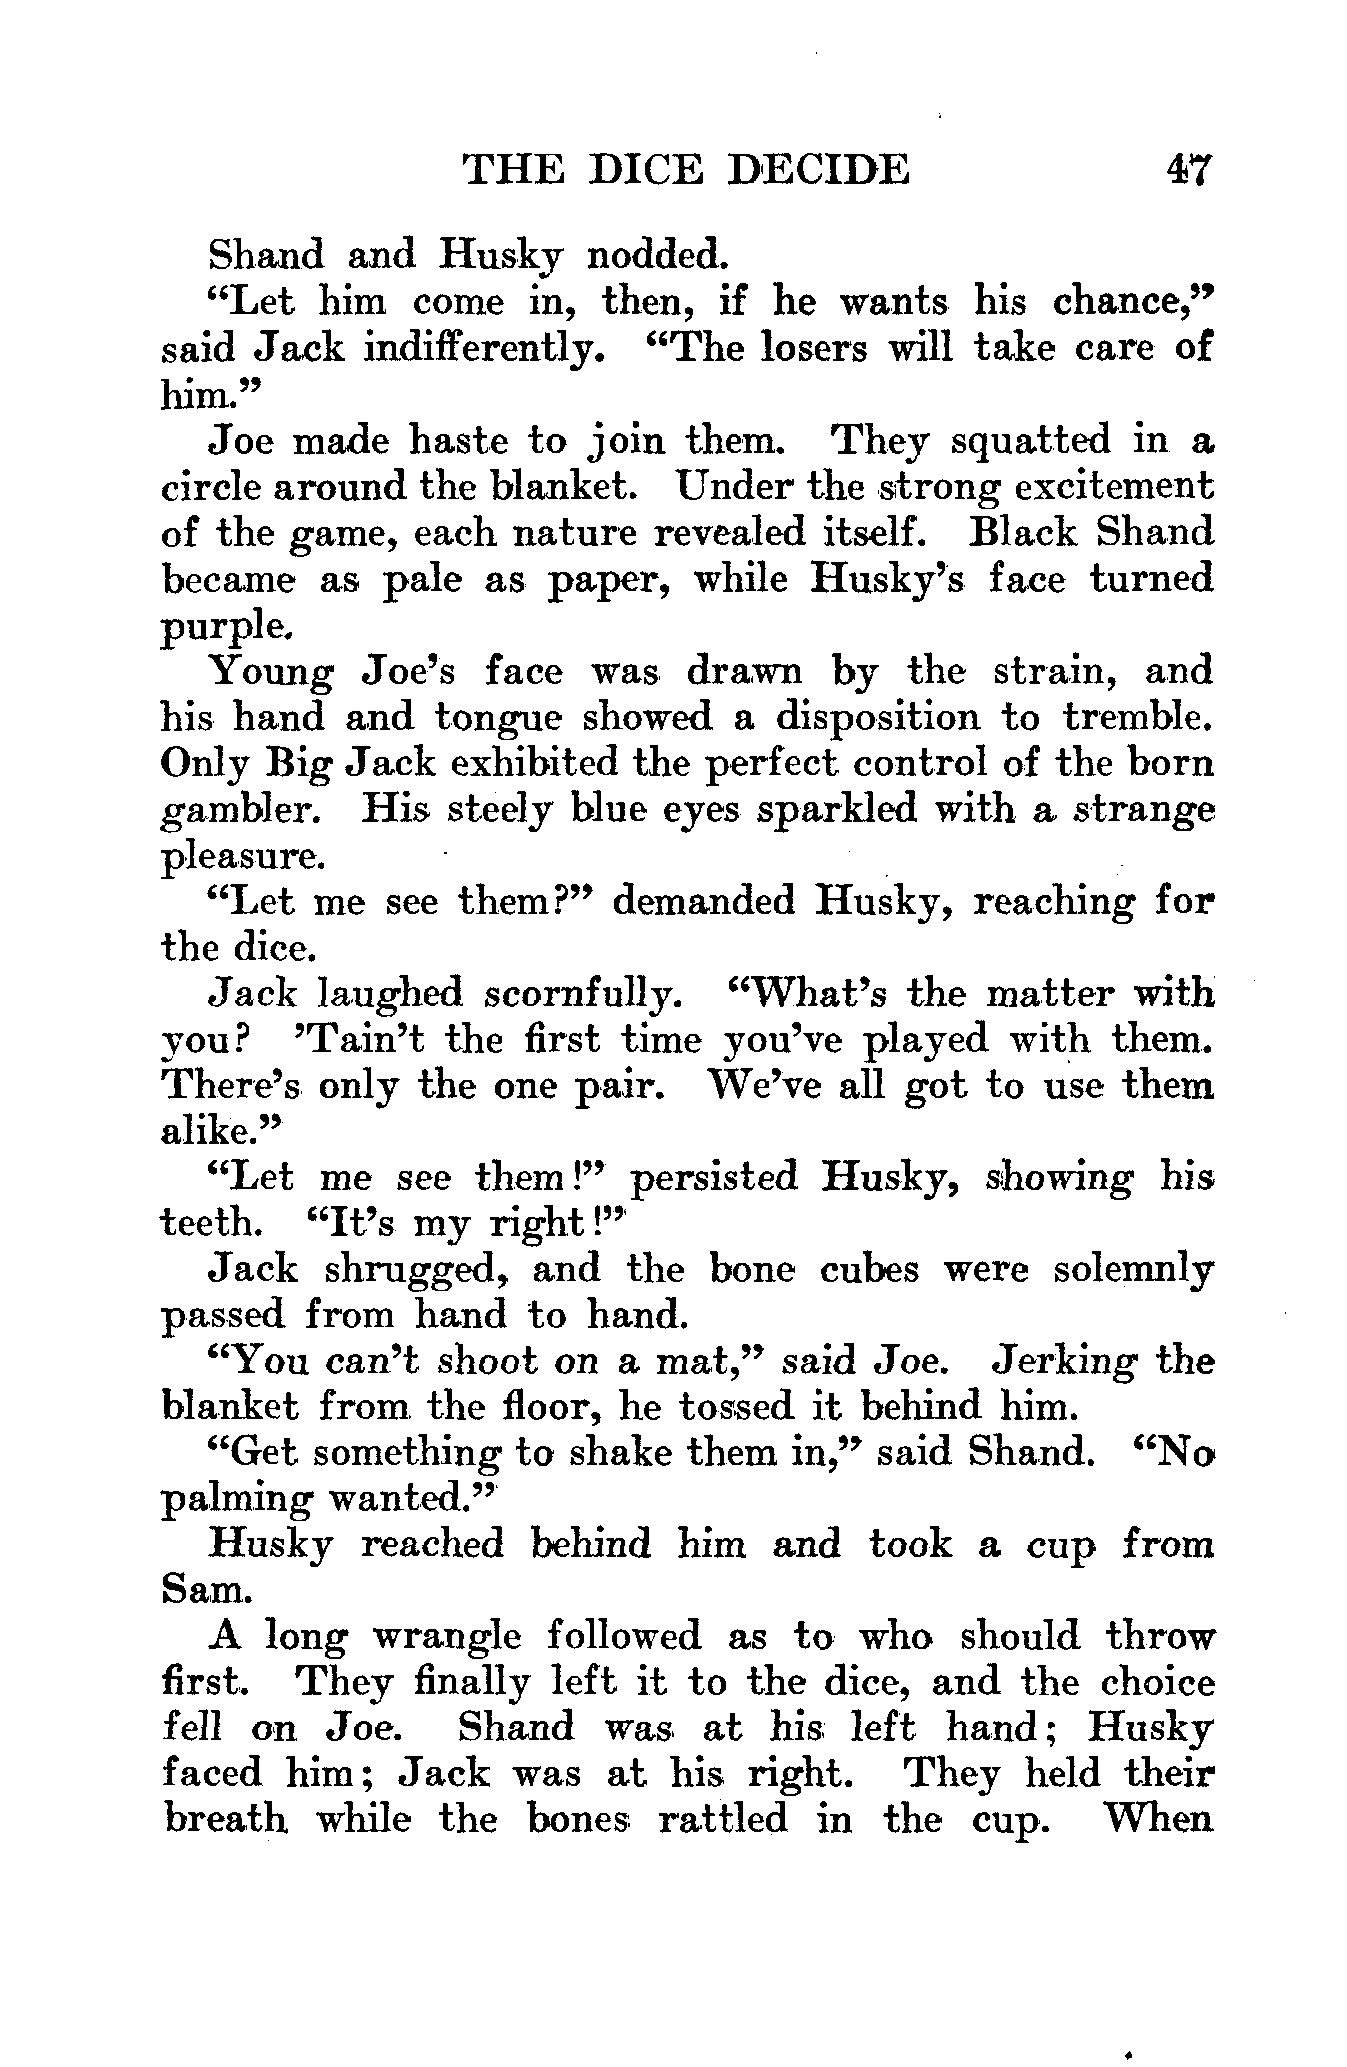 THE DICE DECIDE 47
Shand and Husky nodded.
“Let him come in, then, if he wants his chance,”
said Jack indifferently. “The losers will take care of
him.”
Joe made haste to join them. They squatted in a
circle around the blanket. Under the strong excitement
of the game, each nature revealed itself. Black Shand
became as pale as paper, while Husky’s face turned
purple.
Young Joe’s face was drawn by the strain, and
his hand and tongue showed a disposition to tremble.
Only Big Jack exhibited the perfect control of the born
gambler. His steely blue eyes sparkled with a strange
pleasure.
“Let me see them?” demanded Husky, reaching for
the dice.
Jack laughed scornfully. “What’s the matter with
you? ’Tain’t the first time you’ve played with them.
There’s only the one pair. We’ve all got to use them
alike.”
“Let me see them!” persisted Husky, showing his
teeth. “It’s my right!”
Jack shrugged, and the bone cubes were solemnly
passed from hand to hand.
“You can’t shoot on a mat,” said Joe. Jerking the
blanket from the floor, he tossed it behind him.
“Get something to shake them in,” said Shand. “No
palming wanted.”
Husky reached behind him and took a cup from
Sam.
A long wrangle followed as to who should throw
first. They finally left it to the dice, and the choice
fell on Joe. Shand was at his left hand; Husky
faced him; Jack was at his right. They held their
breath while the bones rattled in the cup. When